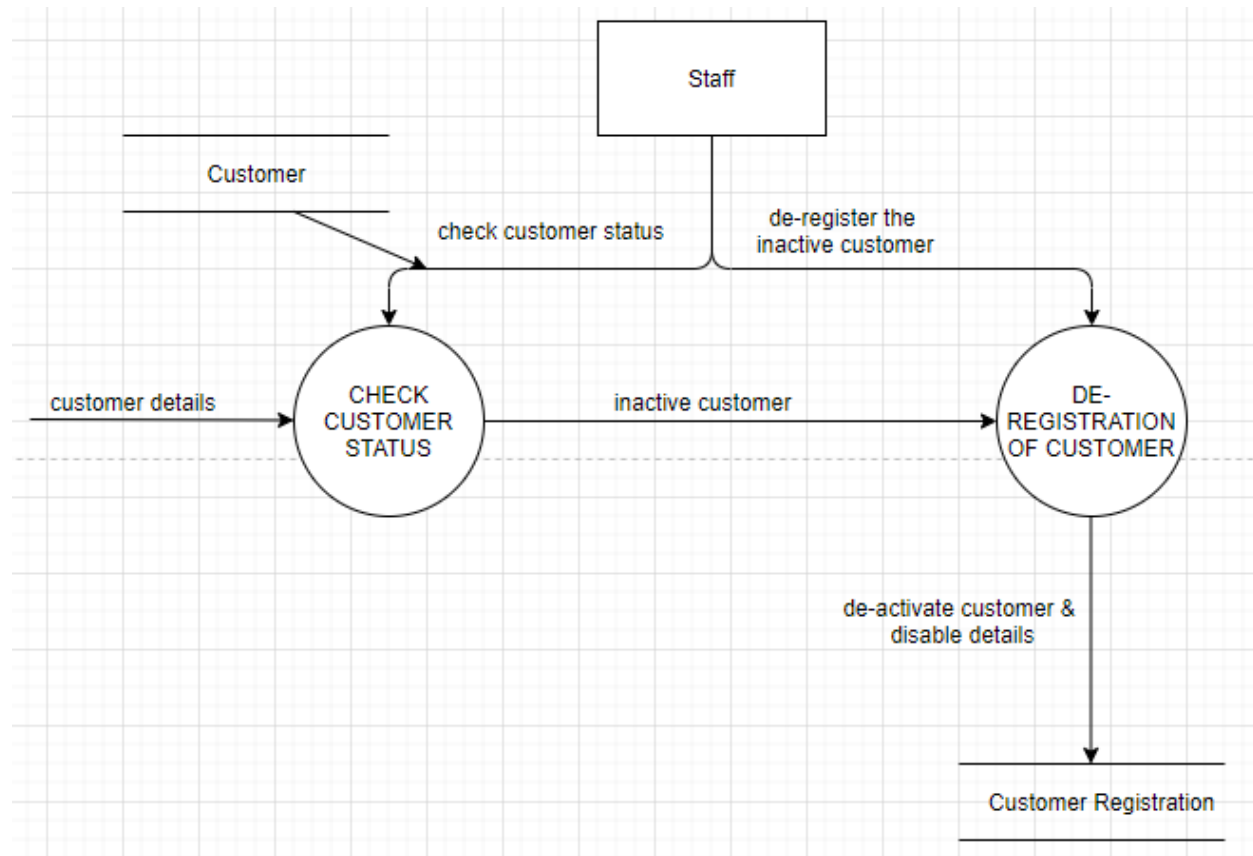 Staff
Customer
check customer status
de-register the
inactive customer
customer details
CHECK
CUSTOMER
STATUS
inactive customer
DE-
REGISTRATION
OF CUSTOMER
de-activate customer &
disable details
Customer Registration